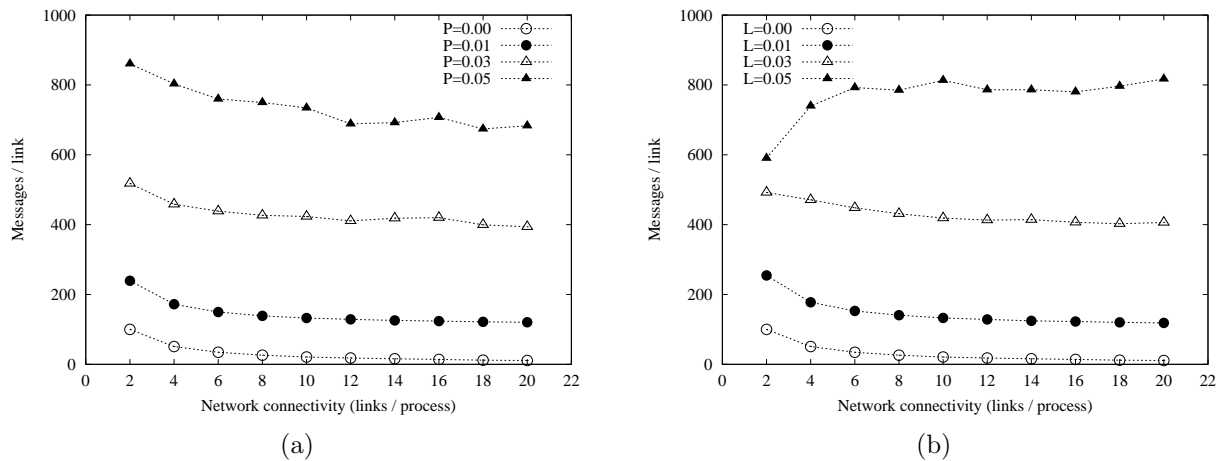 1000
800
600
400
200
0
Messages / link
P=0.00
P=0.01
P=0.03
P=0.05
0 2 4 6 8 10 12 14 16 18 20 22
Network connectivity (links / process)
(a)
1000
800
600
400
200
0
Messages / link
L=0.00
L=0.01
L=0.03
L=0.05
0 2 4 6 8 10 12 14 16 18 20 22
Network connectivity (links / process)
(b)